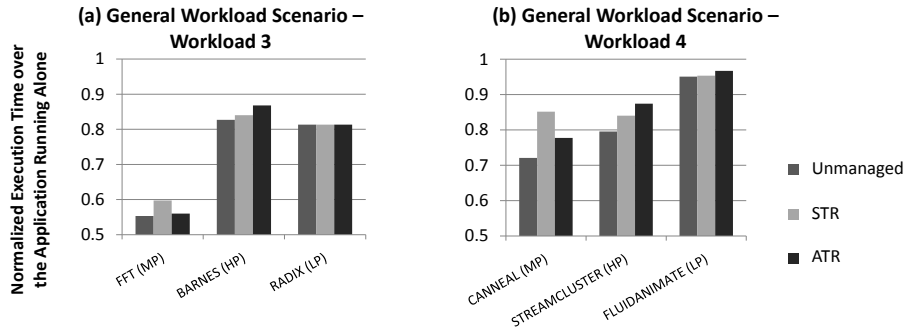 (a) General Workload Scenario –
Workload 3
(b) General Workload Scenario –
Workload 4
Normalized Execution Time over
the Application Running Alone
1
0.9
0.8
0.7
0.6
0.5
FFT (MP)
BARNES (HP)
RADIX (LP)
1
0.9
0.8
0.7
0.6
0.5
CANNEAL (MP)
STREAMCLUSTER (HP)
FLUIDANIMATE (LP)
Unmanaged
STR
ATR